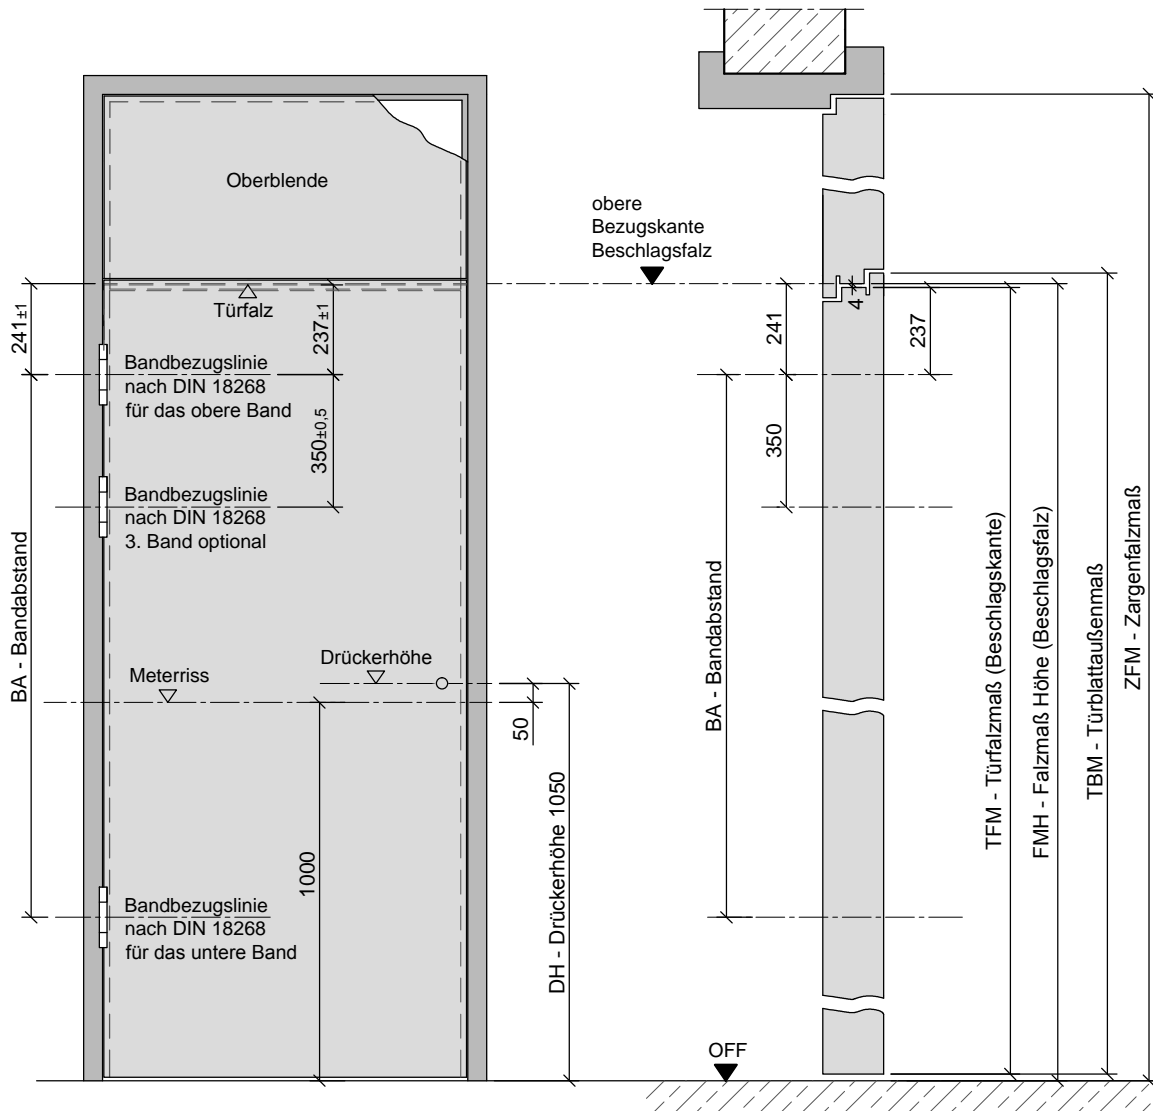 Oberblende
obere
Bezugskante
Beschlagsfalz
Türfalz
241±1
237±1
Bandbezugslinie
nach DIN 18268
für das obere Band
350±0,5
Bandbezugslinie
nach DIN 18268
3. Band optional
BA - Bandabstand
Meterriss
Drückerhöhe
50
1000
DH - Drückerhöhe 1050
Bandbezugslinie
nach DIN 18268
für das untere Band
241
4
237
350
BA - Bandabstand
TFM - Türfalzmaß (Beschlagskante)
FMH - Falzmaß Höhe (Beschlagsfalz)
TBM - Türblattaußenmaß
ZFM - Zargenfalzmaß
OFF